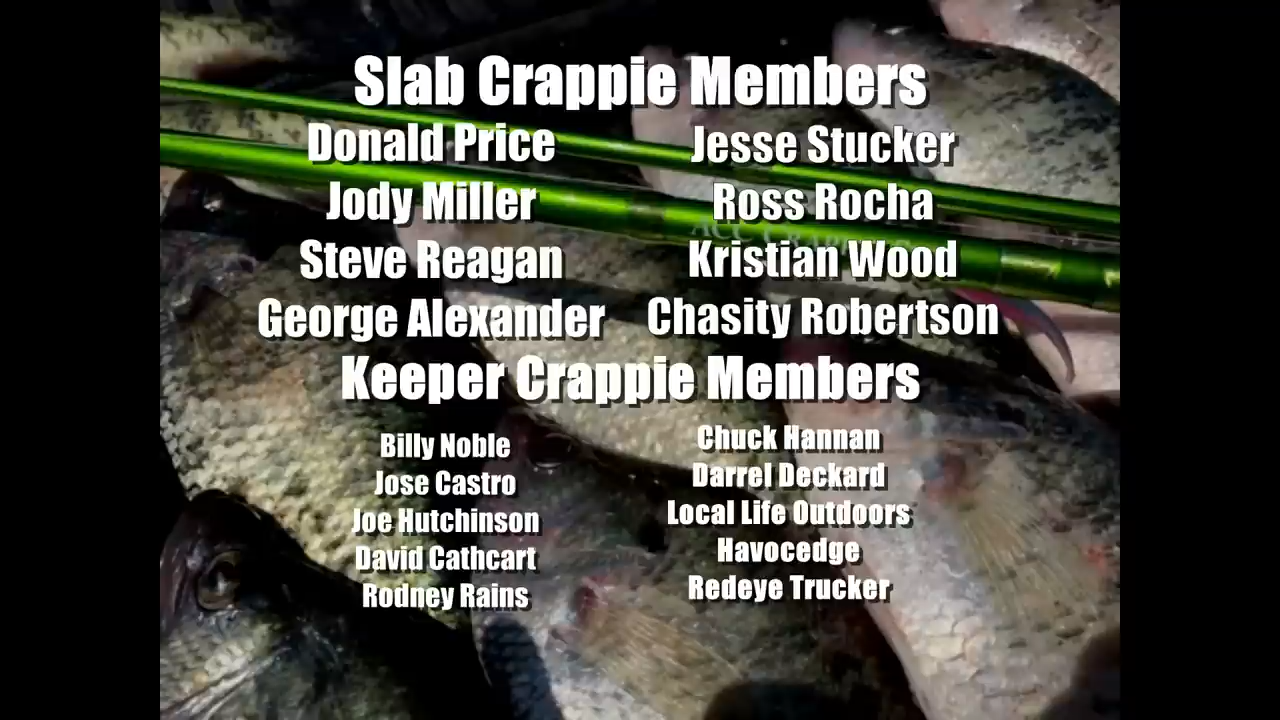 Slab Crappie Members
Donald Price
Jesse Stucker
Jody Miller
Ross Rocha
Steve Reagan
Kristian Wood
George Alexander
Chasity Robertson
Keeper Crappie Members
Billy Noble
Chuck Hannan
Jose Castro
Darrel Deckard
Joe Hutchinson
Local Life Outdoors
David Cathcart
Havocedge
Rodney Rains
Redeye Trucker